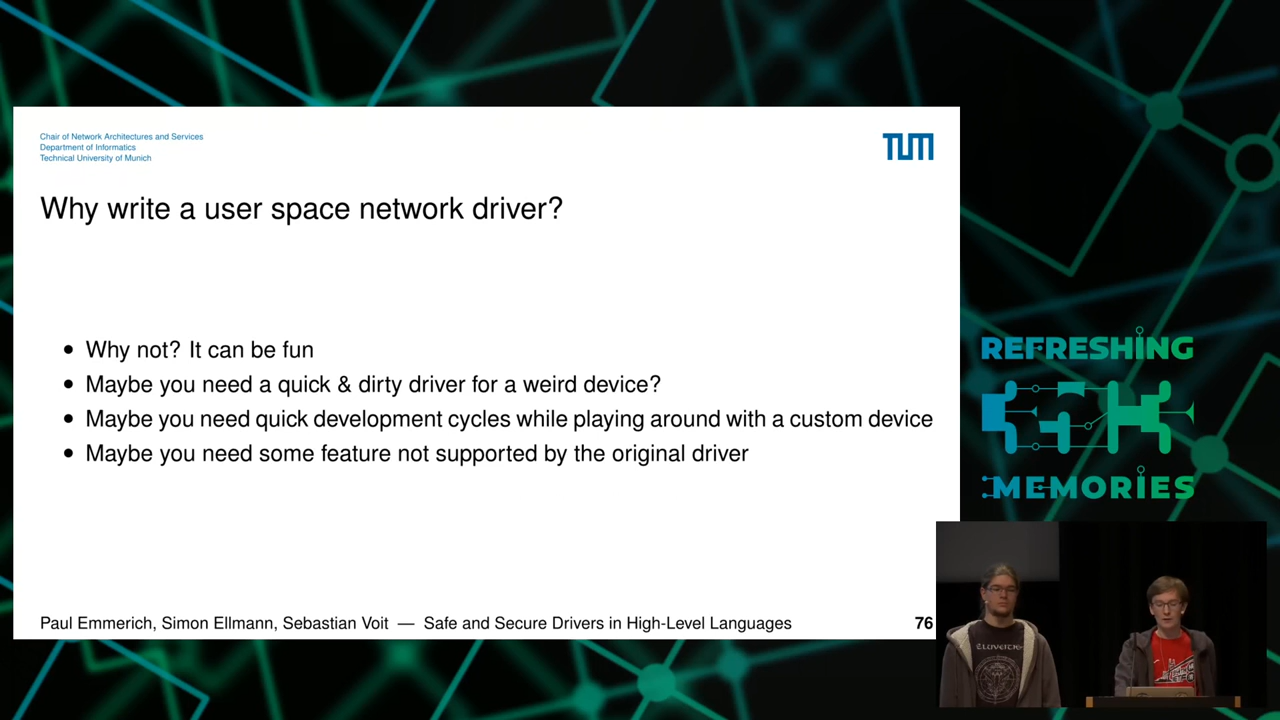 Chair of Network Architectures and Services
Department of Informatics
Technical University of Munich
TUM
Why write a user space network driver?
• Why not? It can be fun
• Maybe you need a quick & dirty driver for a weird device?
• Maybe you need quick development cycles while playing around with a custom device
• Maybe you need some feature not supported by the original driver
Paul Emmerich, Simon Ellmann, Sebastian Voit — Safe and Secure Drivers in High-Level Languages
76
REFRESHING
MEMORIES
ELUVEITIE